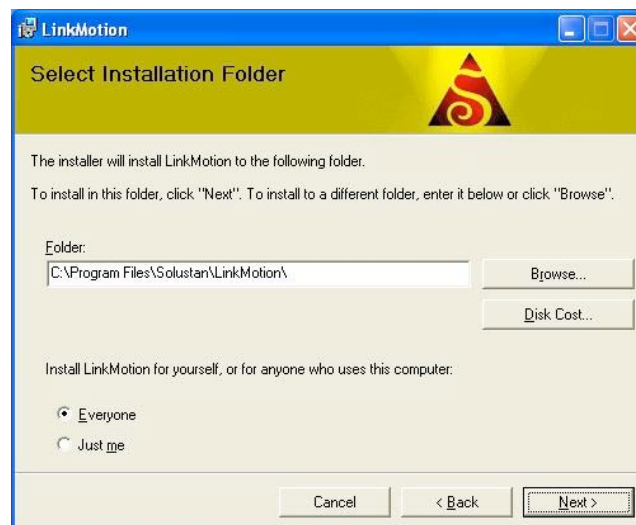 LinkMotion
Select Installation Folder
The installer will install LinkMotion to the following folder.
To install in this folder, click "Next". To install to a different folder, enter it below or click "Browse".
Folder:
C:\Program Files\Solustan\LinkMotion\
Browse...
Disk Cost...
Install LinkMotion for yourself, or for anyone who uses this computer:
Everyone
Just me
Cancel
< Back
Next >